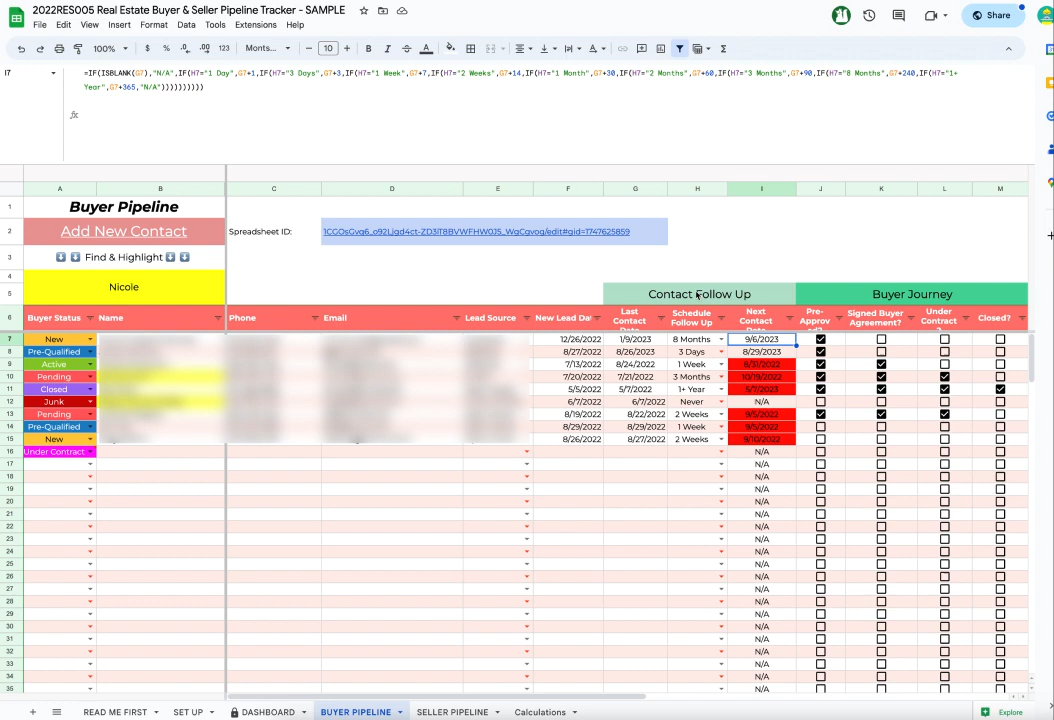 2022RES005 Real Estate Buyer & Seller Pipeline Tracker - SAMPLE
File Edit View Insert Format Data Tools Extensions Help
Share
100% $ % .0 .00 123 Monts... 10 B I A
I7
=IF(ISBLANK(G7),"N/A",IF(H7="1 Day",G7+1,IF(H7="3 Days",G7+3,IF(H7="1 Week",G7+7,IF(H7="2 Weeks",G7+14,IF(H7="1 Month",G7+30,IF(H7="2 Months",G7+60,IF(H7="3 Months",G7+90,IF(H7="8 Months",G7+240,IF(H7="1+
Year",G7+365,"N/A"))))))))))
fx
A B C D E F G H I J K L M
1 Buyer Pipeline
2 Add New Contact Spreadsheet ID:
3 Find & Highlight
4
5 Nicole Contact Follow Up Buyer Journey
6 Buyer Status Name Phone Email Lead Source New Lead Dat Last Contact Date Schedule Follow Up Next Contact Date Pre-Approved? Signed Buyer Agreement? Under Contract? Closed?
7 New 12/26/2022 1/9/2023 8 Months 9/6/2023
8 Pre-Qualified 8/27/2022 8/26/2023 3 Days 8/29/2023
9 Active 7/13/2022 8/24/2022 1 Week 8/31/2022
10 Pending 7/20/2022 7/21/2022 3 Months 10/19/2022
11 Closed 5/5/2022 5/7/2022 1+ Year 5/7/2023
12 Junk 6/7/2022 6/7/2022 Never N/A
13 Pending 8/19/2022 8/22/2022 2 Weeks 9/5/2022
14 Pre-Qualified 8/29/2022 8/29/2022 1 Week 9/5/2022
15 New 8/26/2022 8/27/2022 2 Weeks 9/10/2022
16 Under Contract N/A
17 N/A
18 N/A
19 N/A
20 N/A
21 N/A
22 N/A
23 N/A
24 N/A
25 N/A
26 N/A
27 N/A
28 N/A
29 N/A
30 N/A
31 N/A
32 N/A
33 N/A
34 N/A
35 N/A
READ ME FIRST SET UP DASHBOARD BUYER PIPELINE SELLER PIPELINE Calculations Explore